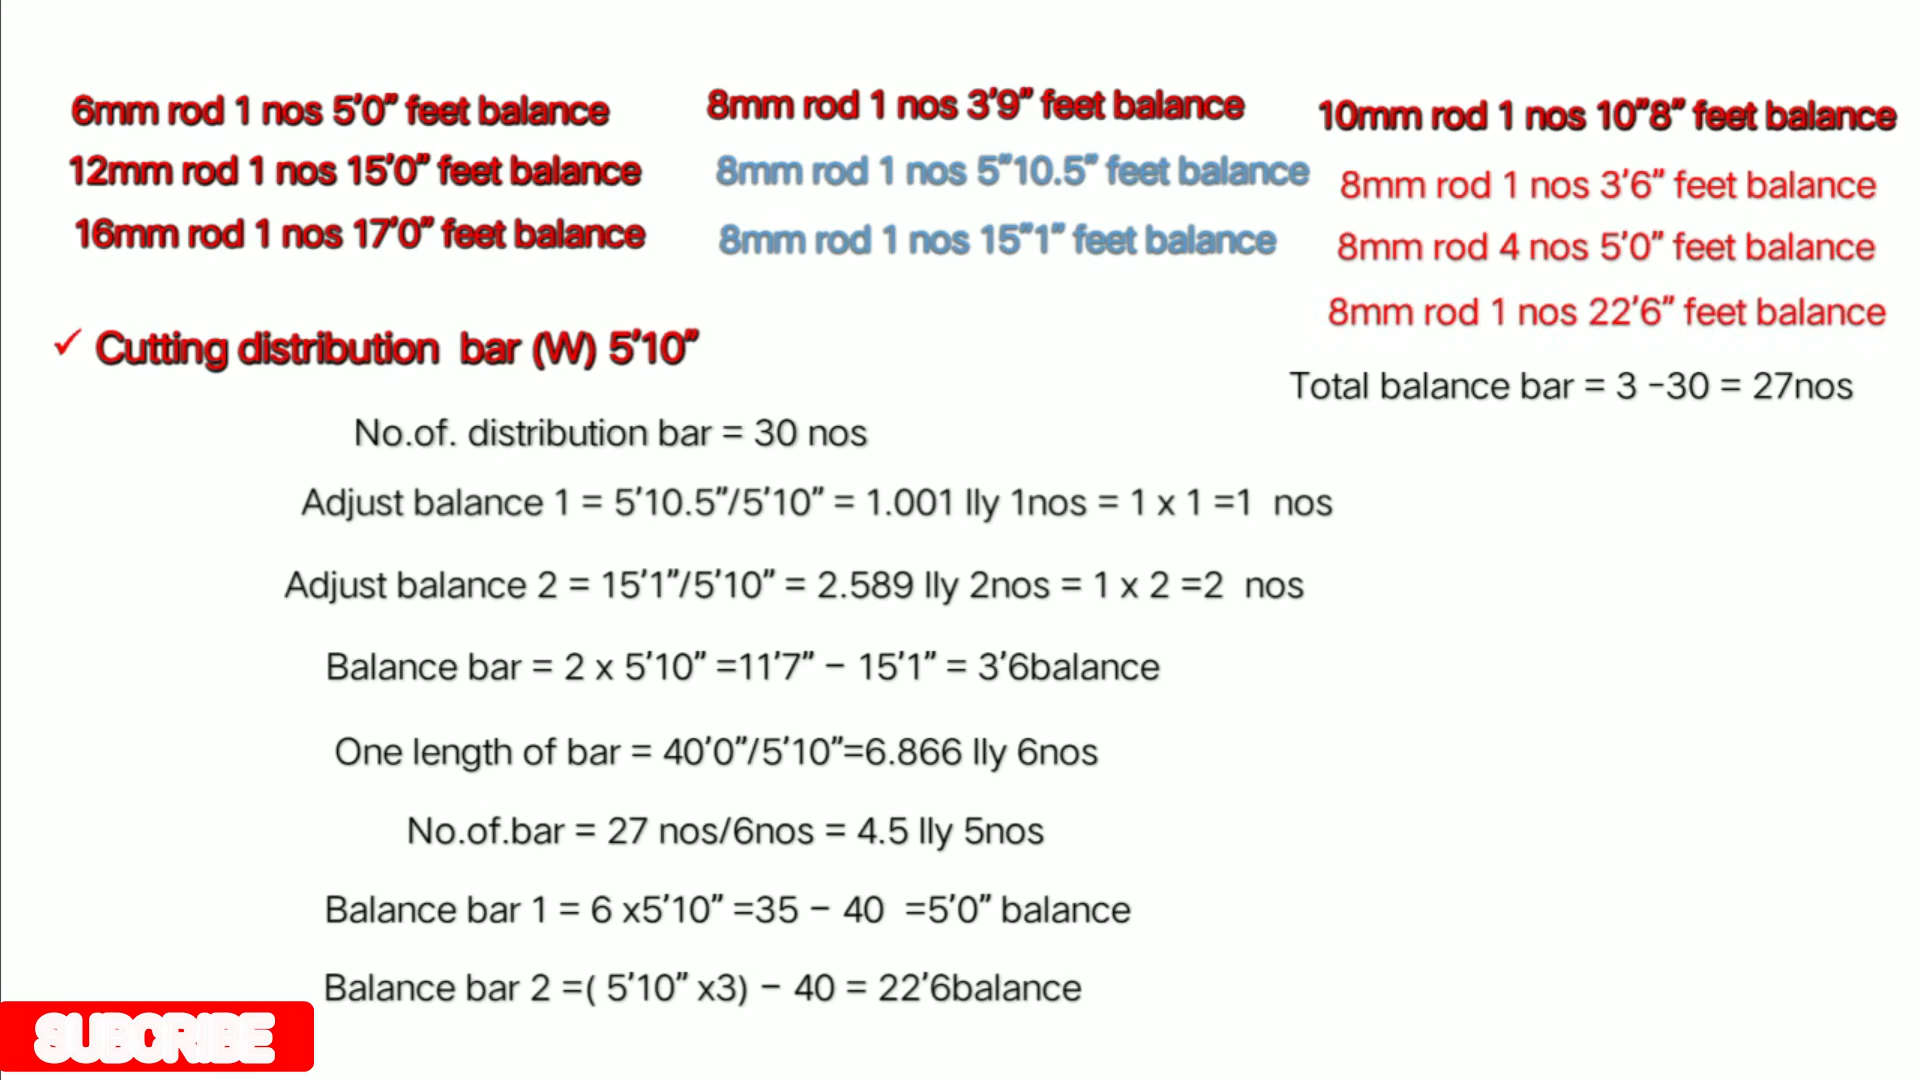 6mm rod 1 nos 5'0" feet balance
12mm rod 1 nos 15'0" feet balance
16mm rod 1 nos 17'0" feet balance
8mm rod 1 nos 3'9" feet balance
8mm rod 1 nos 5"10.5" feet balance
8mm rod 1 nos 15"1" feet balance
10mm rod 1 nos 10"8" feet balance
8mm rod 1 nos 3'6" feet balance
8mm rod 4 nos 5'0" feet balance
8mm rod 1 nos 22'6" feet balance
Total balance bar = 3 -30 = 27nos
✓ Cutting distribution bar (W) 5'10"
No.of. distribution bar = 30 nos
Adjust balance 1 = 5'10.5"/5'10" = 1.001 lly 1nos = 1 x 1 =1 nos
Adjust balance 2 = 15'1"/5'10" = 2.589 lly 2nos = 1 x 2 =2 nos
Balance bar = 2 x 5'10" =11'7" - 15'1" = 3'6balance
One length of bar = 40'0"/5'10"=6.866 lly 6nos
No.of.bar = 27 nos/6nos = 4.5 lly 5nos
Balance bar 1 = 6 x5'10" =35 - 40 =5'0" balance
Balance bar 2 =( 5'10" x3) - 40 = 22'6balance
SUBCRIBE